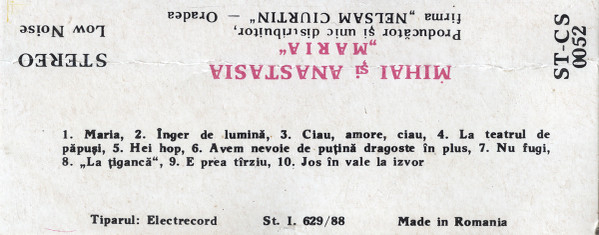 MIHAI și ANASTASIA
„MARIA”
Producător și unic distribuitor,
firma „NELSAM CIURTIN” — Oradea
STEREO
Low Noise
ST-CS
0052
1. Maria, 2. Înger de lumină, 3. Ciau, amore, ciau, 4. La teatrul de
păpuși, 5. Hei hop, 6. Avem nevoie de puțină dragoste în plus, 7. Nu fugi,
8. „La țigancă”, 9. E prea tîrziu, 10. Jos în vale la izvor
Tiparul: Electrecord St. I. 629/88 Made in Romania